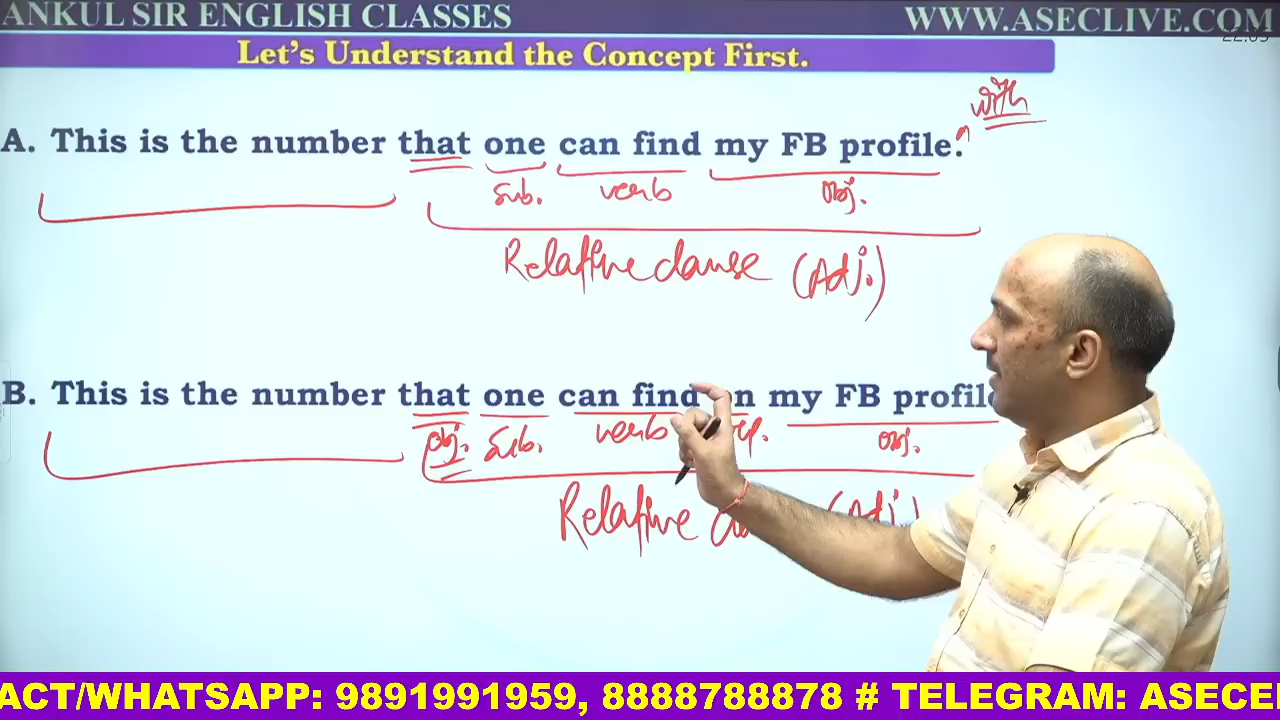 ANKUL SIR ENGLISH CLASSES
WWW.ASECLIVE.COM
Let's Understand the Concept First.
with
A. This is the number that one can find my FB profile.
Sub. verb obj.
Relative clause (Adj.)
B. This is the number that one can find on my FB profil
obj. Sub. verb obj.
Relative (Adj)
ACT/WHATSAPP: 9891991959, 8888788878 # TELEGRAM: ASECE